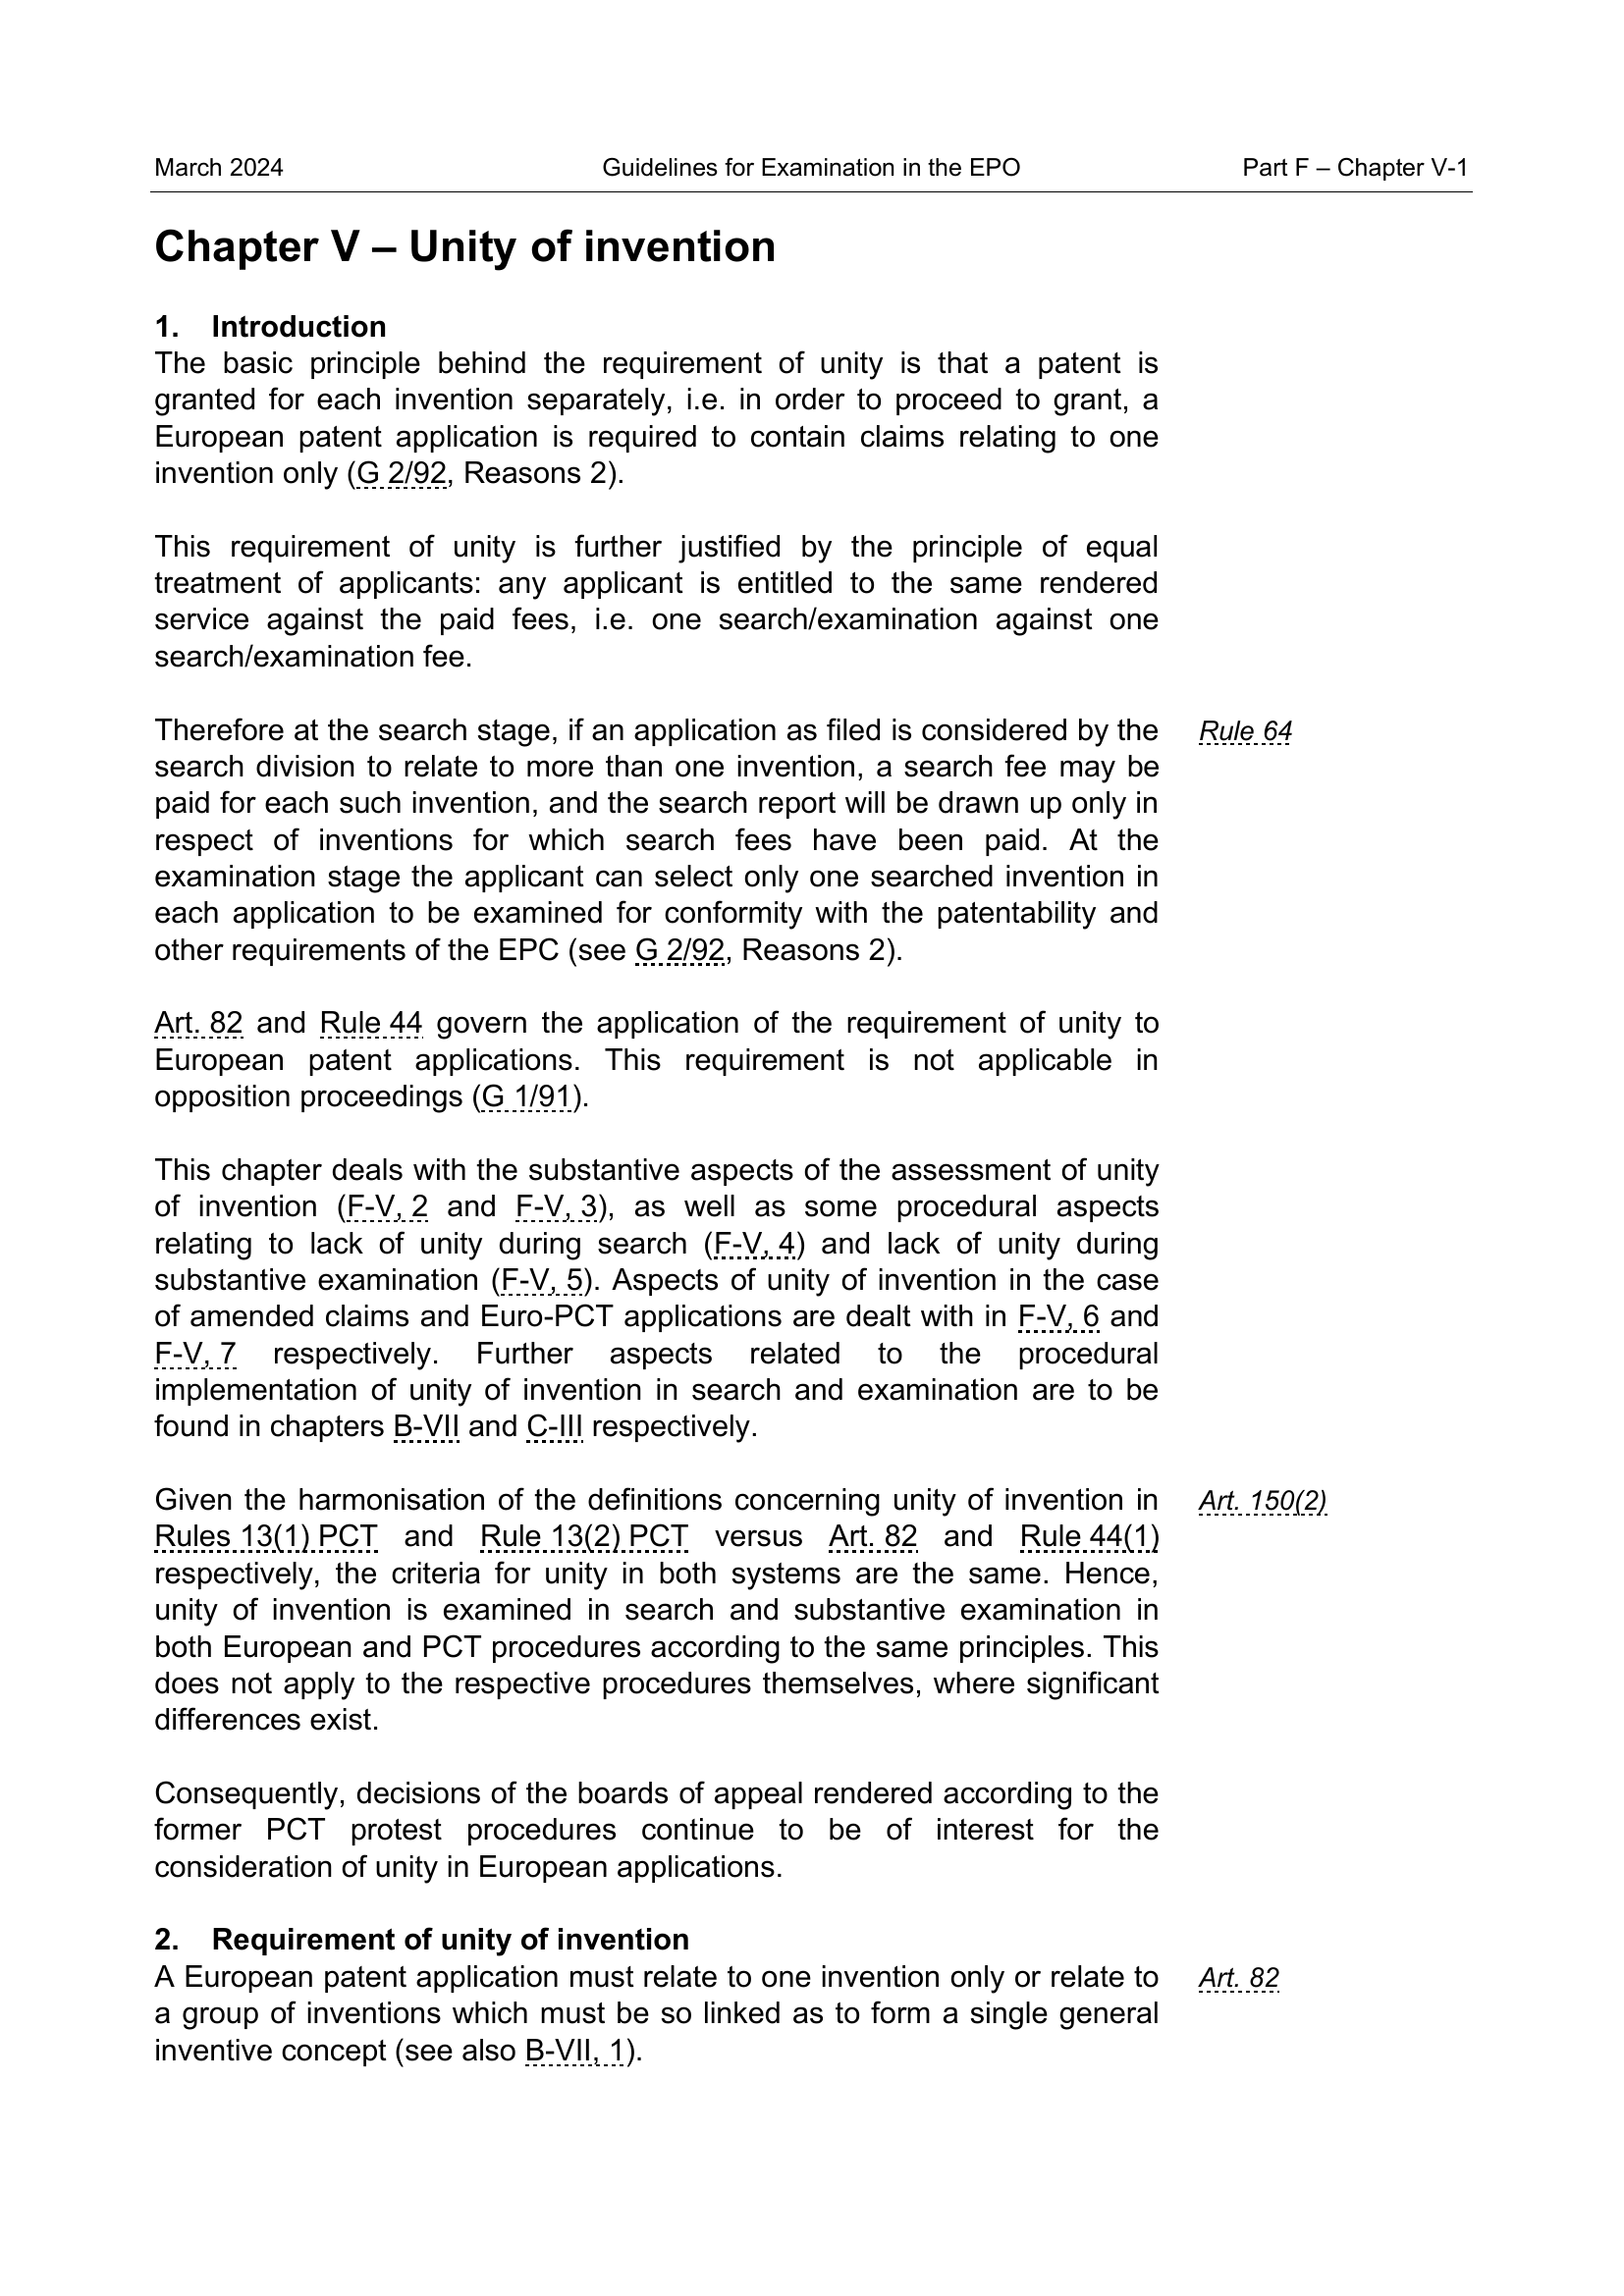 March 2024 Guidelines for Examination in the EPO Part F – Chapter V-1
Chapter V – Unity of invention
1. Introduction
The basic principle behind the requirement of unity is that a patent is
granted for each invention separately, i.e. in order to proceed to grant, a
European patent application is required to contain claims relating to one
invention only (G 2/92, Reasons 2).
This requirement of unity is further justified by the principle of equal
treatment of applicants: any applicant is entitled to the same rendered
service against the paid fees, i.e. one search/examination against one
search/examination fee.
Therefore at the search stage, if an application as filed is considered by the Rule 64
search division to relate to more than one invention, a search fee may be
paid for each such invention, and the search report will be drawn up only in
respect of inventions for which search fees have been paid. At the
examination stage the applicant can select only one searched invention in
each application to be examined for conformity with the patentability and
other requirements of the EPC (see G 2/92, Reasons 2).
Art. 82 and Rule 44 govern the application of the requirement of unity to
European patent applications. This requirement is not applicable in
opposition proceedings (G 1/91).
This chapter deals with the substantive aspects of the assessment of unity
of invention (F-V, 2 and F-V, 3), as well as some procedural aspects
relating to lack of unity during search (F-V, 4) and lack of unity during
substantive examination (F-V, 5). Aspects of unity of invention in the case
of amended claims and Euro-PCT applications are dealt with in F-V, 6 and
F-V, 7 respectively. Further aspects related to the procedural
implementation of unity of invention in search and examination are to be
found in chapters B-VII and C-III respectively.
Given the harmonisation of the definitions concerning unity of invention in Art. 150(2)
Rules 13(1) PCT and Rule 13(2) PCT versus Art. 82 and Rule 44(1)
respectively, the criteria for unity in both systems are the same. Hence,
unity of invention is examined in search and substantive examination in
both European and PCT procedures according to the same principles. This
does not apply to the respective procedures themselves, where significant
differences exist.
Consequently, decisions of the boards of appeal rendered according to the
former PCT protest procedures continue to be of interest for the
consideration of unity in European applications.
2. Requirement of unity of invention
A European patent application must relate to one invention only or relate to Art. 82
a group of inventions which must be so linked as to form a single general
inventive concept (see also B-VII, 1).